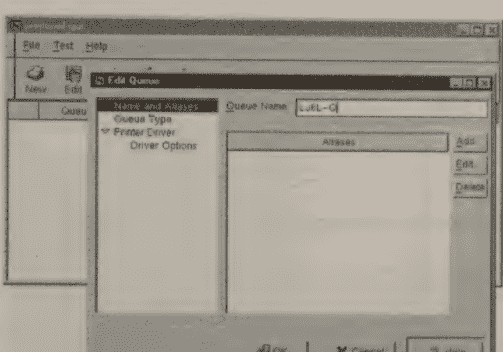 File Test Help
New Edit
Edit Queue
Queu
Name and Aliases
Queue Type
Printer Driver
Driver Options
Queue Name:
Aliases
Add...
Edit...
Delete
OK
Cancel